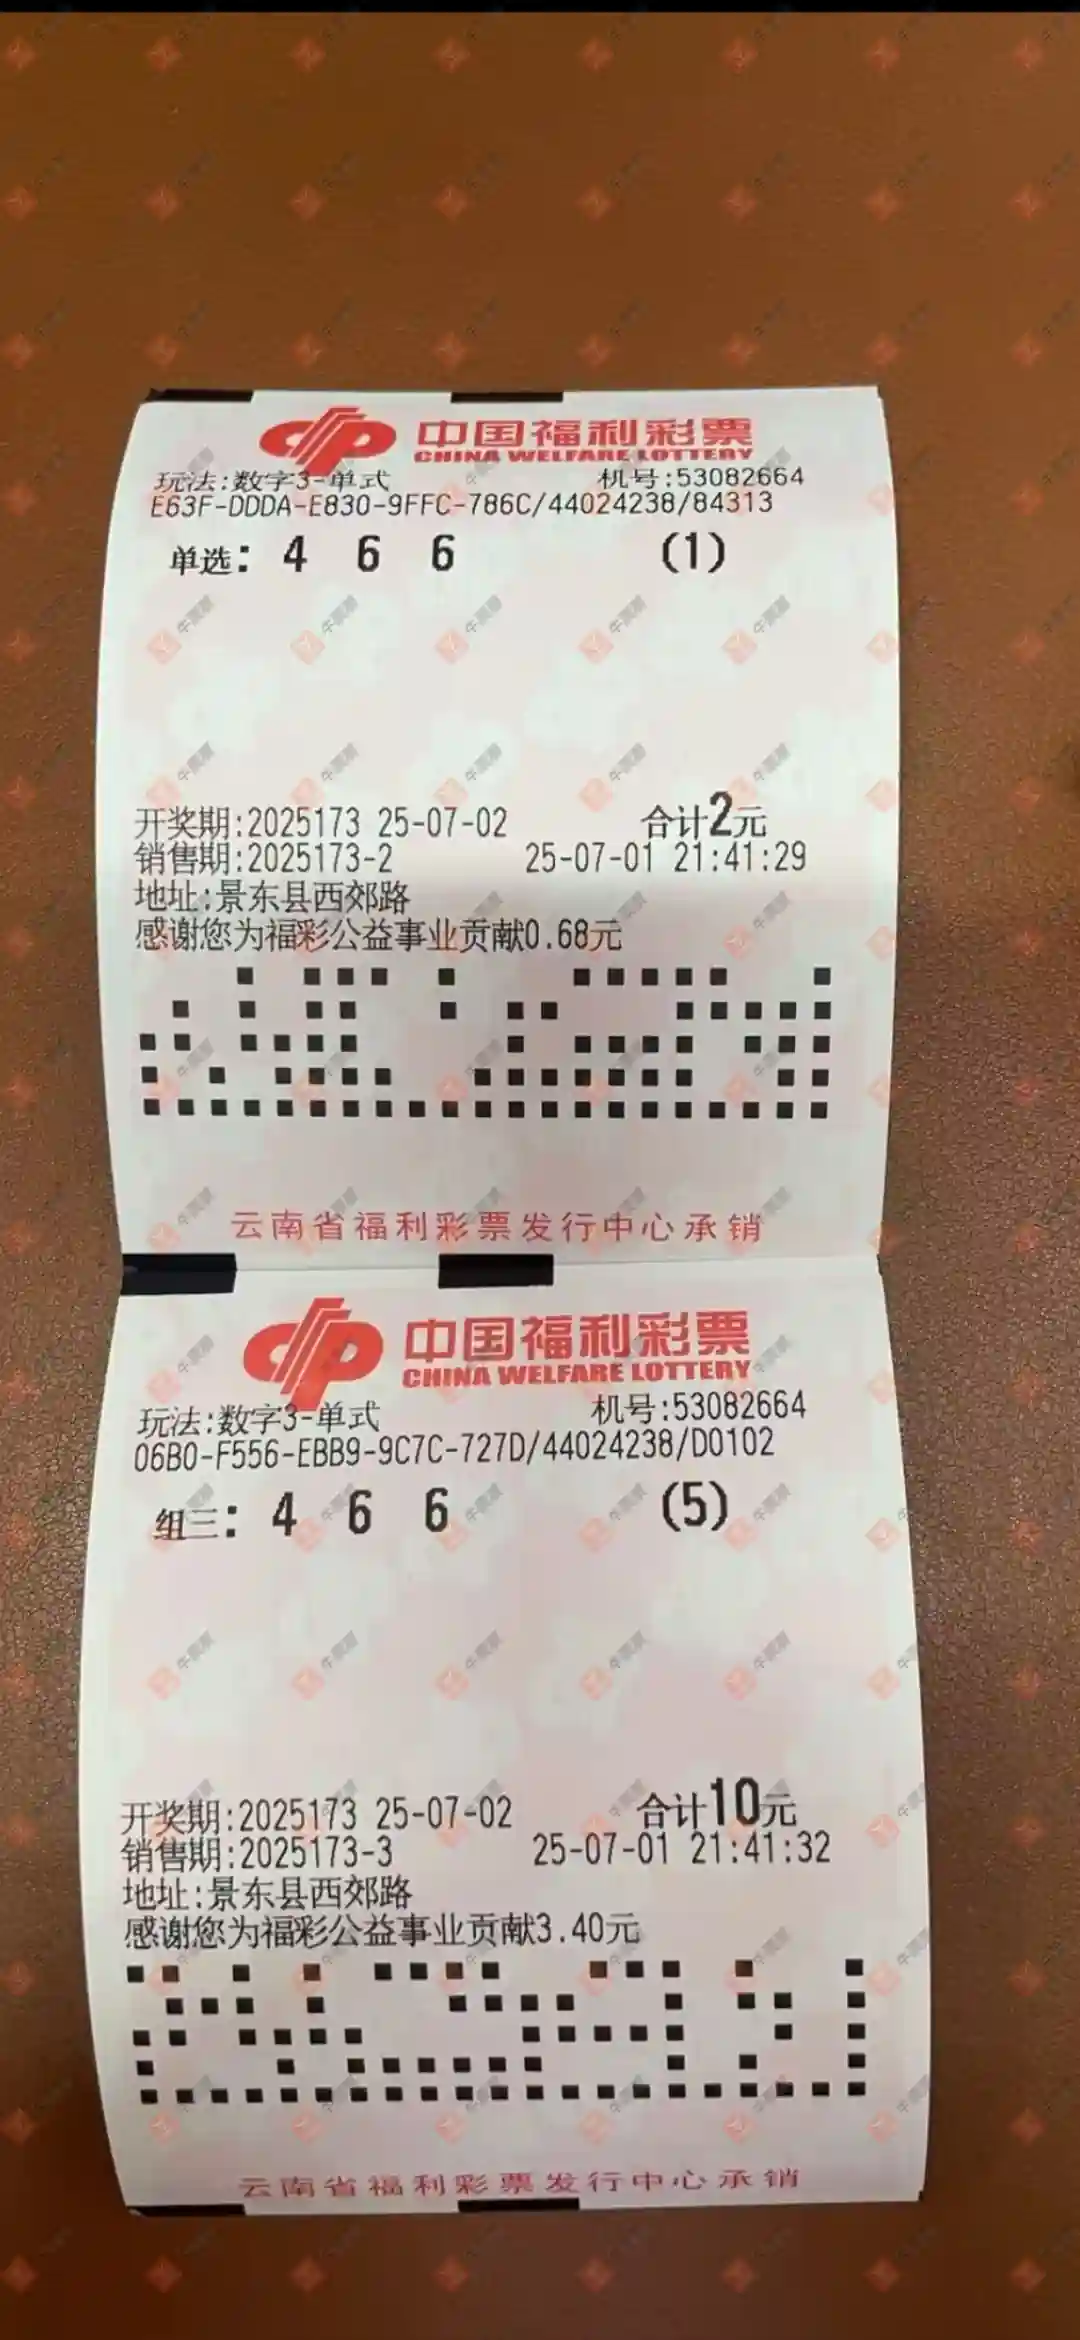 中国福利彩票
CHINA WELFARE LOTTERY
玩法:数字3-单式 机号:53082664
E63F-DDDA-E830-9FFC-786C/44024238/84313
单选: 4 6 6 (1)
开奖期:2025173 25-07-02 合计2元
销售期:2025173-2 25-07-01 21:41:29
地址:景东县西郊路
感谢您为福彩公益事业贡献0.68元
云南省福利彩票发行中心承销
中国福利彩票
CHINA WELFARE LOTTERY
玩法:数字3-单式 机号:53082664
06B0-F556-EBB9-9C7C-727D/44024238/D0102
组三: 4 6 6 (5)
开奖期:2025173 25-07-02 合计10元
销售期:2025173-3 25-07-01 21:41:32
地址:景东县西郊路
感谢您为福彩公益事业贡献3.40元
云南省福利彩票发行中心承销